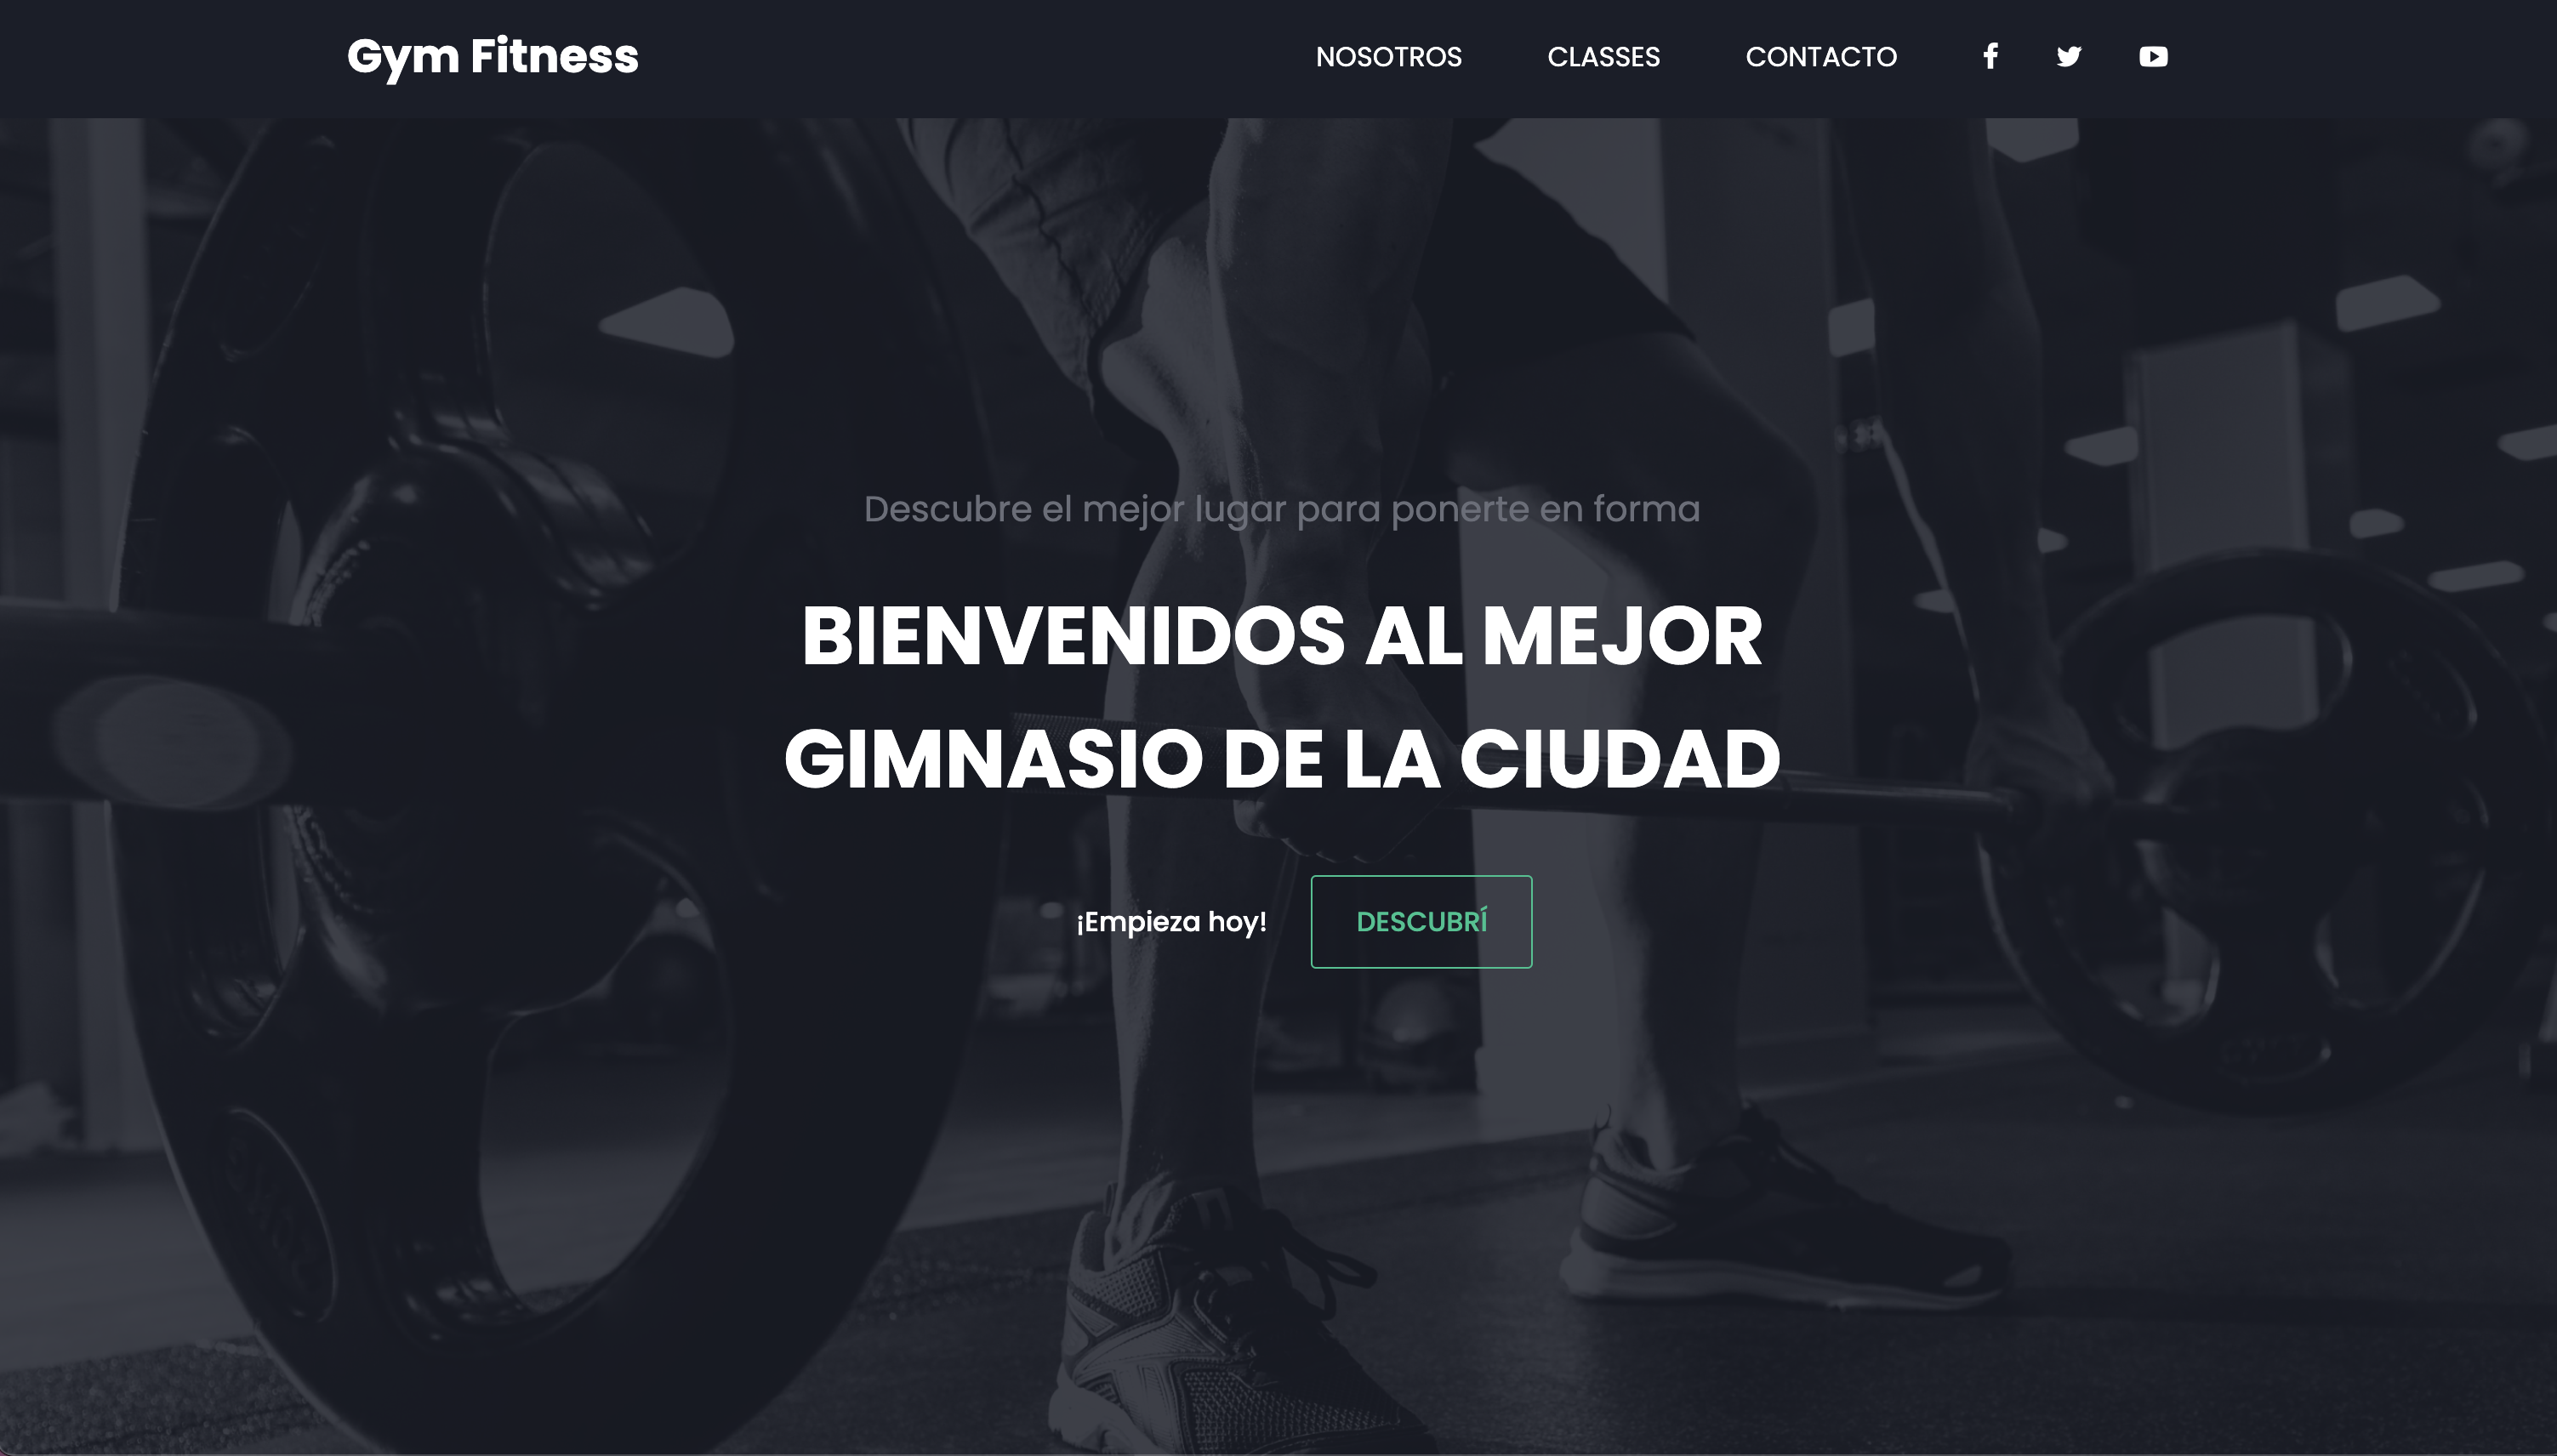 Gym Fitness
NOSOTROS CLASSES CONTACTO
Descubre el mejor lugar para ponerte en forma
BIENVENIDOS AL MEJOR
GIMNASIO DE LA CIUDAD
¡Empieza hoy! DESCUBRÍ